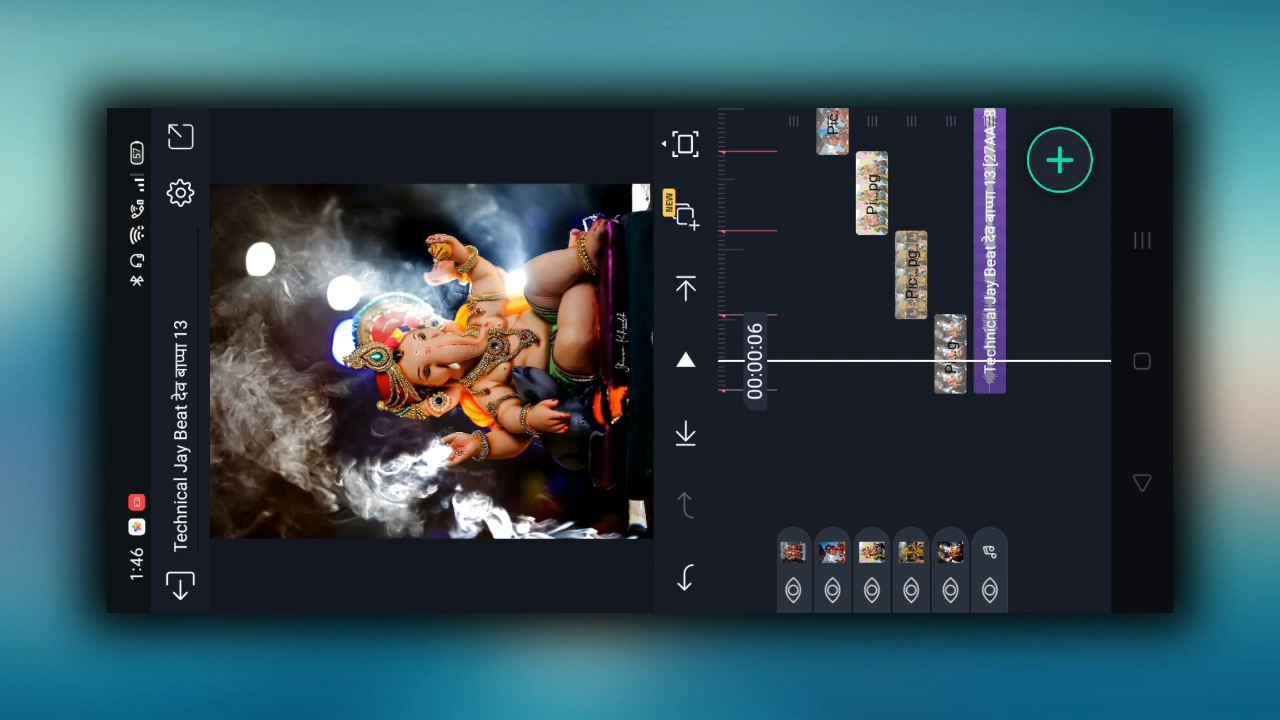 1:46
57
Technical Jay Beat देव बाप्पा 13
NEW
00:00:06
Pic
Pi...pg
Pic...pg
Technical Jay Beat देव बाप्पा 13 [27AA